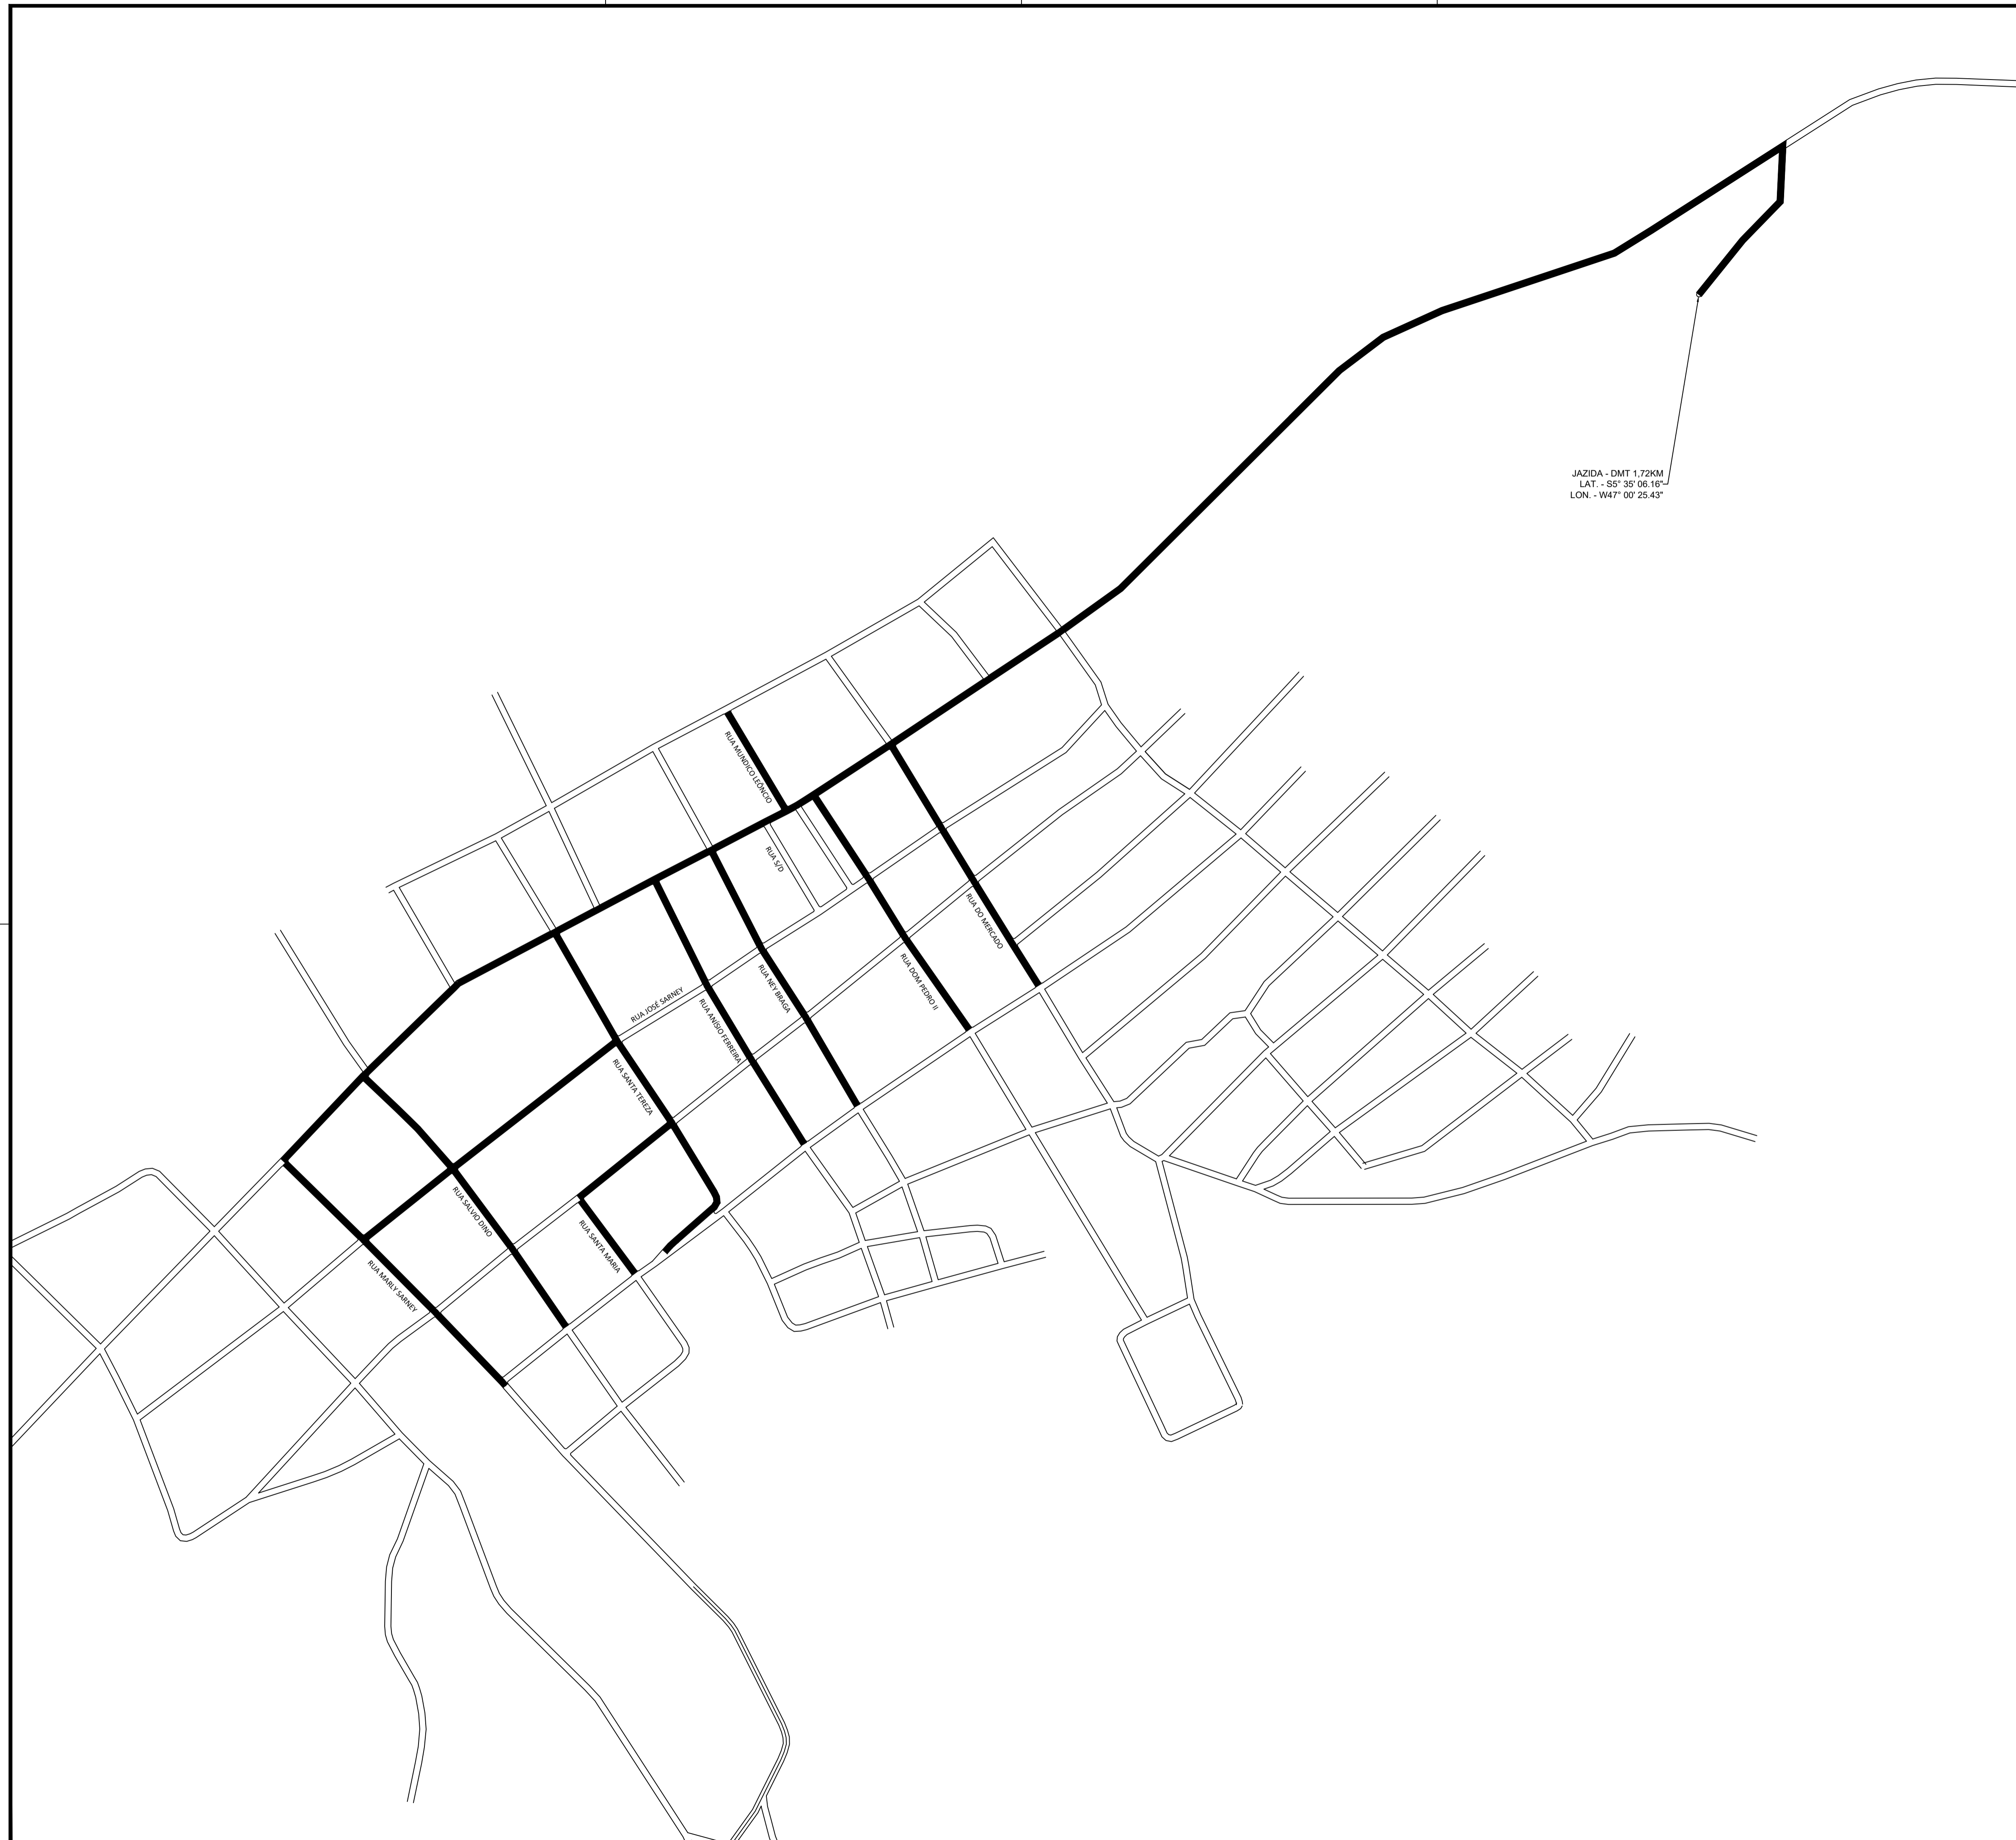 JAZIDA - DMT 1,72KM
LAT. - S5° 35' 06.16"
LON. - W47° 00' 25.43"
RUA MUNDICO LEÔNCIO
RUA S/D
RUA DO MERCADO
RUA DOM PEDRO II
RUA NEY BRAGA
RUA JOSÉ SARNEY
RUA ANÍSIO FERREIRA
RUA SANTA TEREZA
RUA SALVIO DINO
RUA SANTA MARIA
RUA MARLY SARNEY